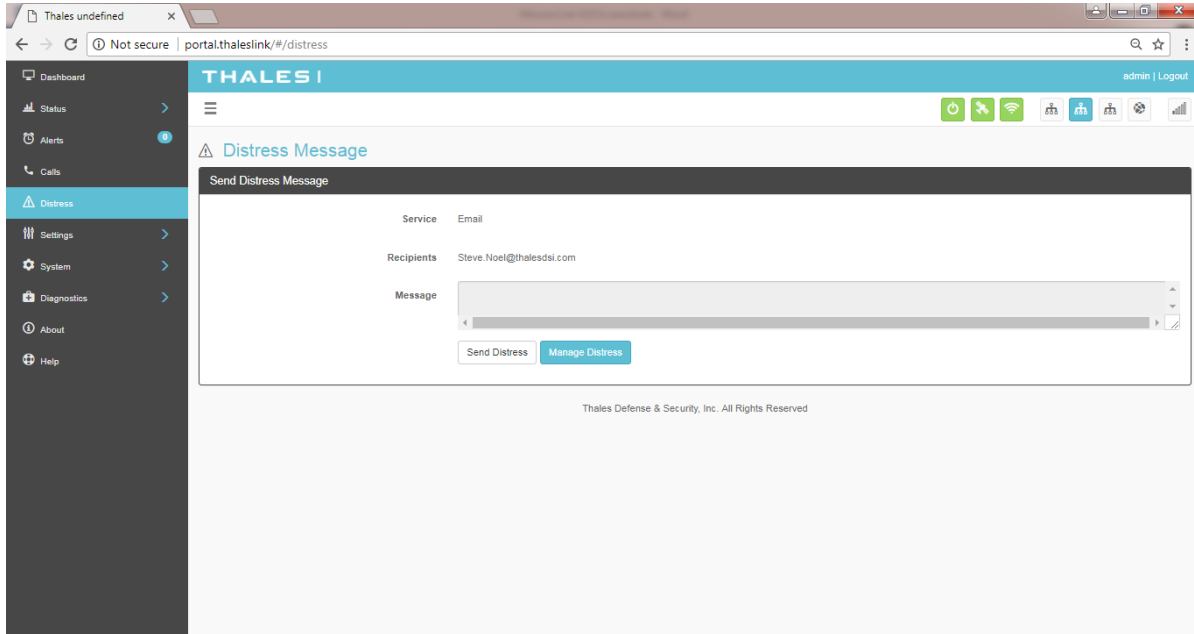 Thales undefined
Not secure | portal.thaleslink/#/distress
Dashboard
THALES
admin | Logout
Status
Alerts 0
Distress Message
Calls
Send Distress Message
Distress
Service Email
Settings
System
Recipients Steve.Noel@thalesdsi.com
Diagnostics
Message
About
Send Distress Manage Distress
Help
Thales Defense & Security, Inc. All Rights Reserved